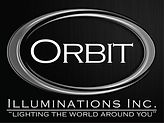 ORBIT
ILLUMINATIONS INC.
"LIGHTING THE WORLD AROUND YOU"